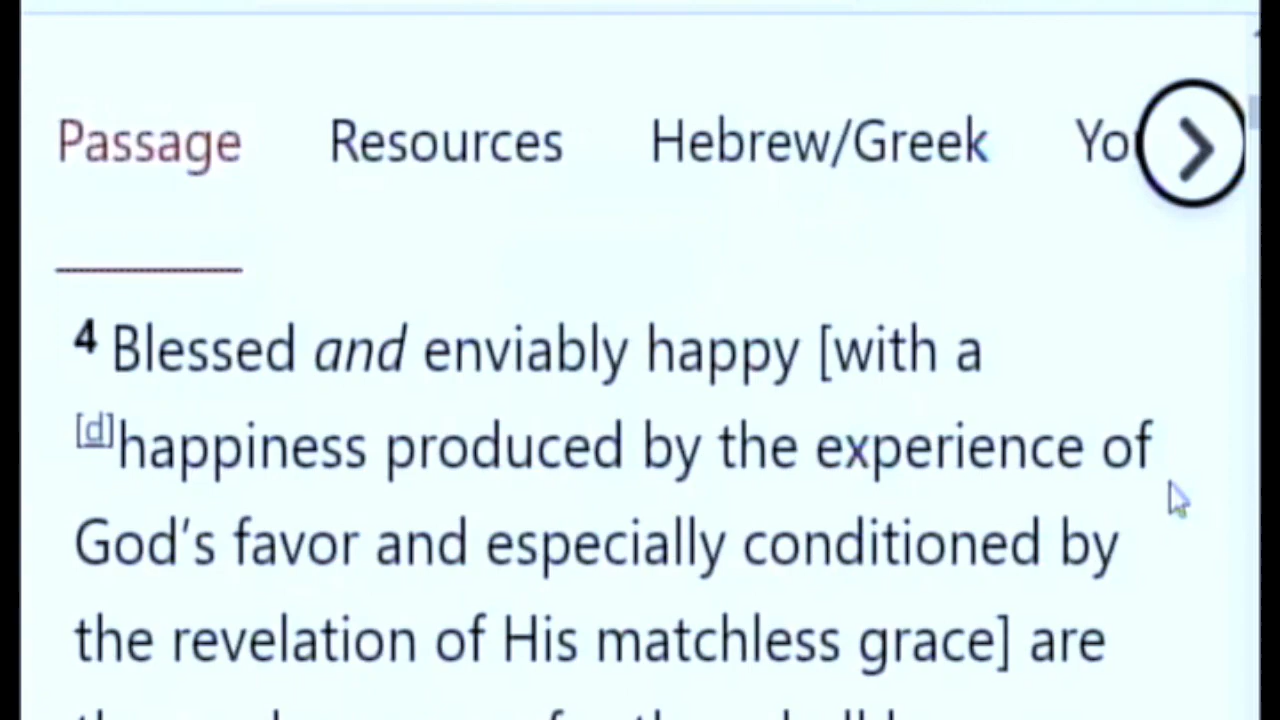 Passage Resources Hebrew/Greek
4 Blessed and enviably happy [with a
[d]happiness produced by the experience of
God's favor and especially conditioned by
the revelation of His matchless grace] are